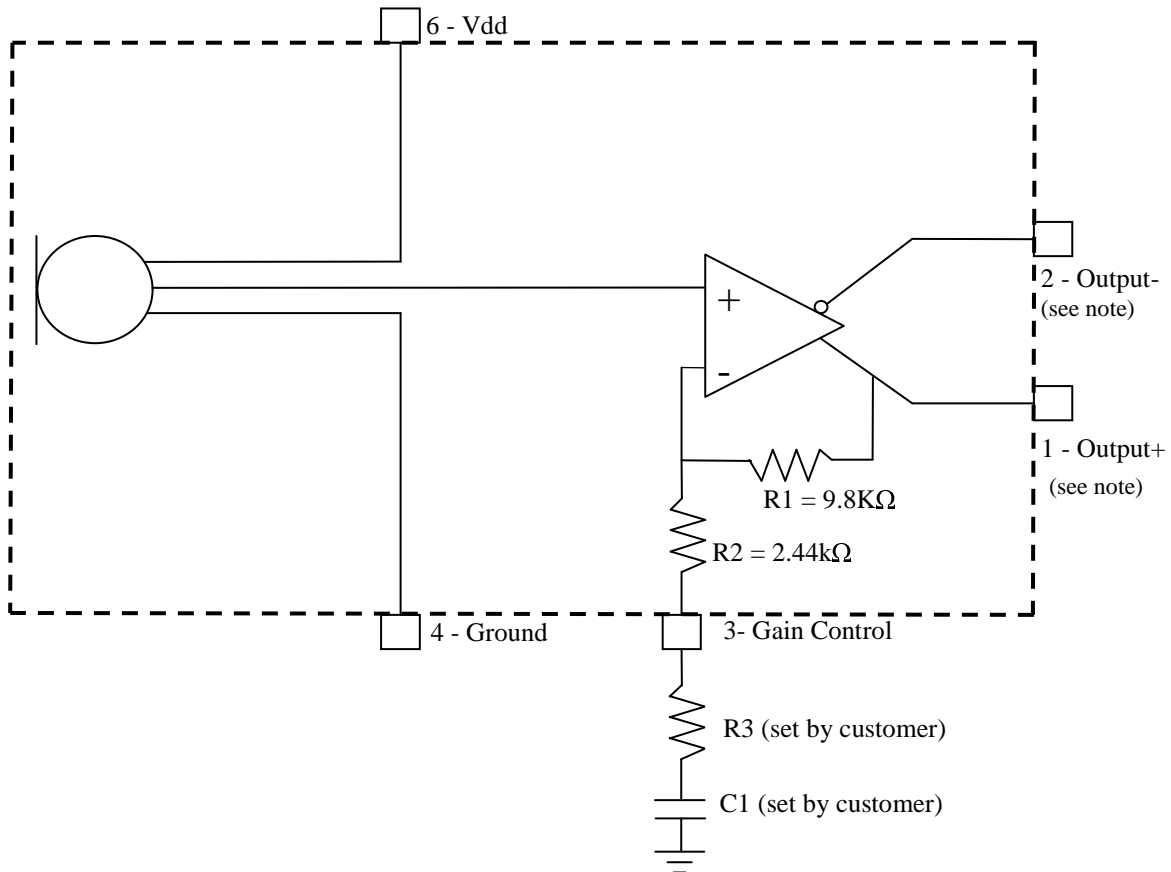 6 - Vdd
+
-
2 - Output-
(see note)
1 - Output+
(see note)
R1 = 9.8KΩ
R2 = 2.44kΩ
4 - Ground
3- Gain Control
R3 (set by customer)
C1 (set by customer)